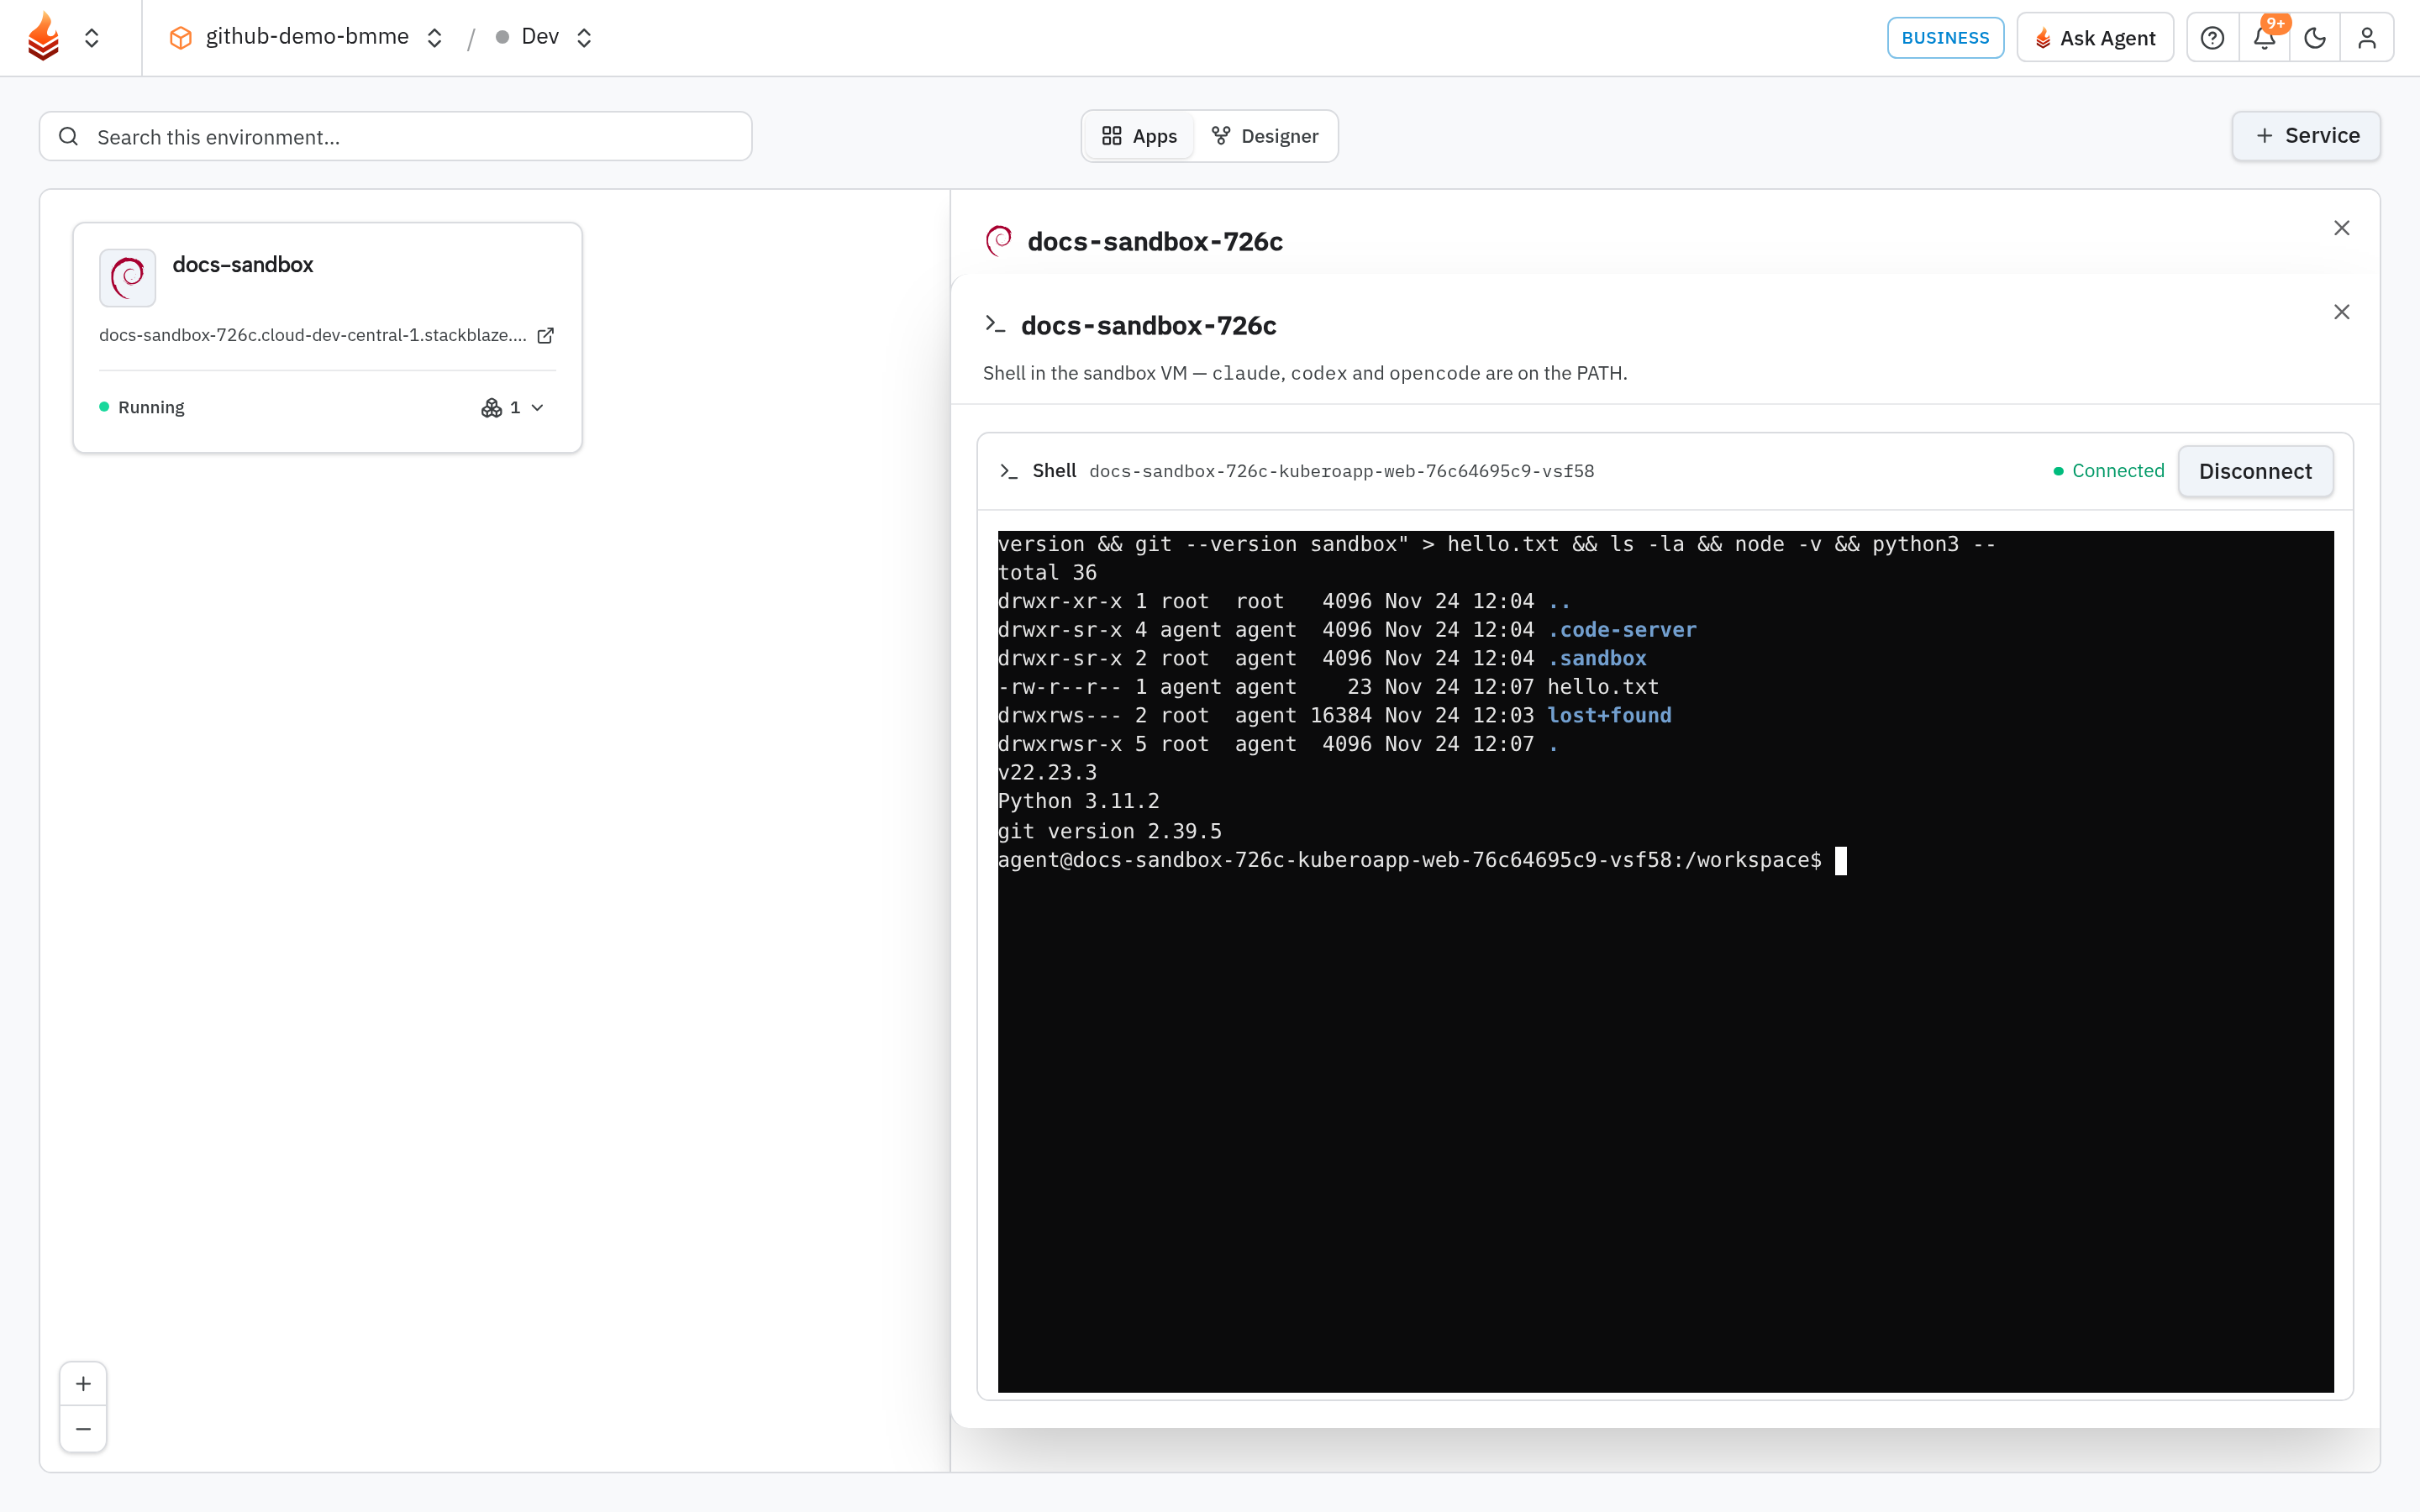 github-demo-bmme / Dev
BUSINESS
Ask Agent
9+
Search this environment...
Apps
Designer
+ Service
docs-sandbox
docs-sandbox-726c.cloud-dev-central-1.stackblaze....
Running
1
docs-sandbox-726c
docs-sandbox-726c
Shell in the sandbox VM — claude, codex and opencode are on the PATH.
Shell docs-sandbox-726c-kuberoapp-web-76c64695c9-vsf58
Connected
Disconnect
version && git --version sandbox" > hello.txt && ls -la && node -v && python3 --
total 36
drwxr-xr-x 1 root  root   4096 Nov 24 12:04 ..
drwxr-sr-x 4 agent agent  4096 Nov 24 12:04 .code-server
drwxr-sr-x 2 root  agent  4096 Nov 24 12:04 .sandbox
-rw-r--r-- 1 agent agent    23 Nov 24 12:07 hello.txt
drwxrws--- 2 root  agent 16384 Nov 24 12:03 lost+found
drwxrwsr-x 5 root  agent  4096 Nov 24 12:07 .
v22.23.3
Python 3.11.2
git version 2.39.5
agent@docs-sandbox-726c-kuberoapp-web-76c64695c9-vsf58:/workspace$